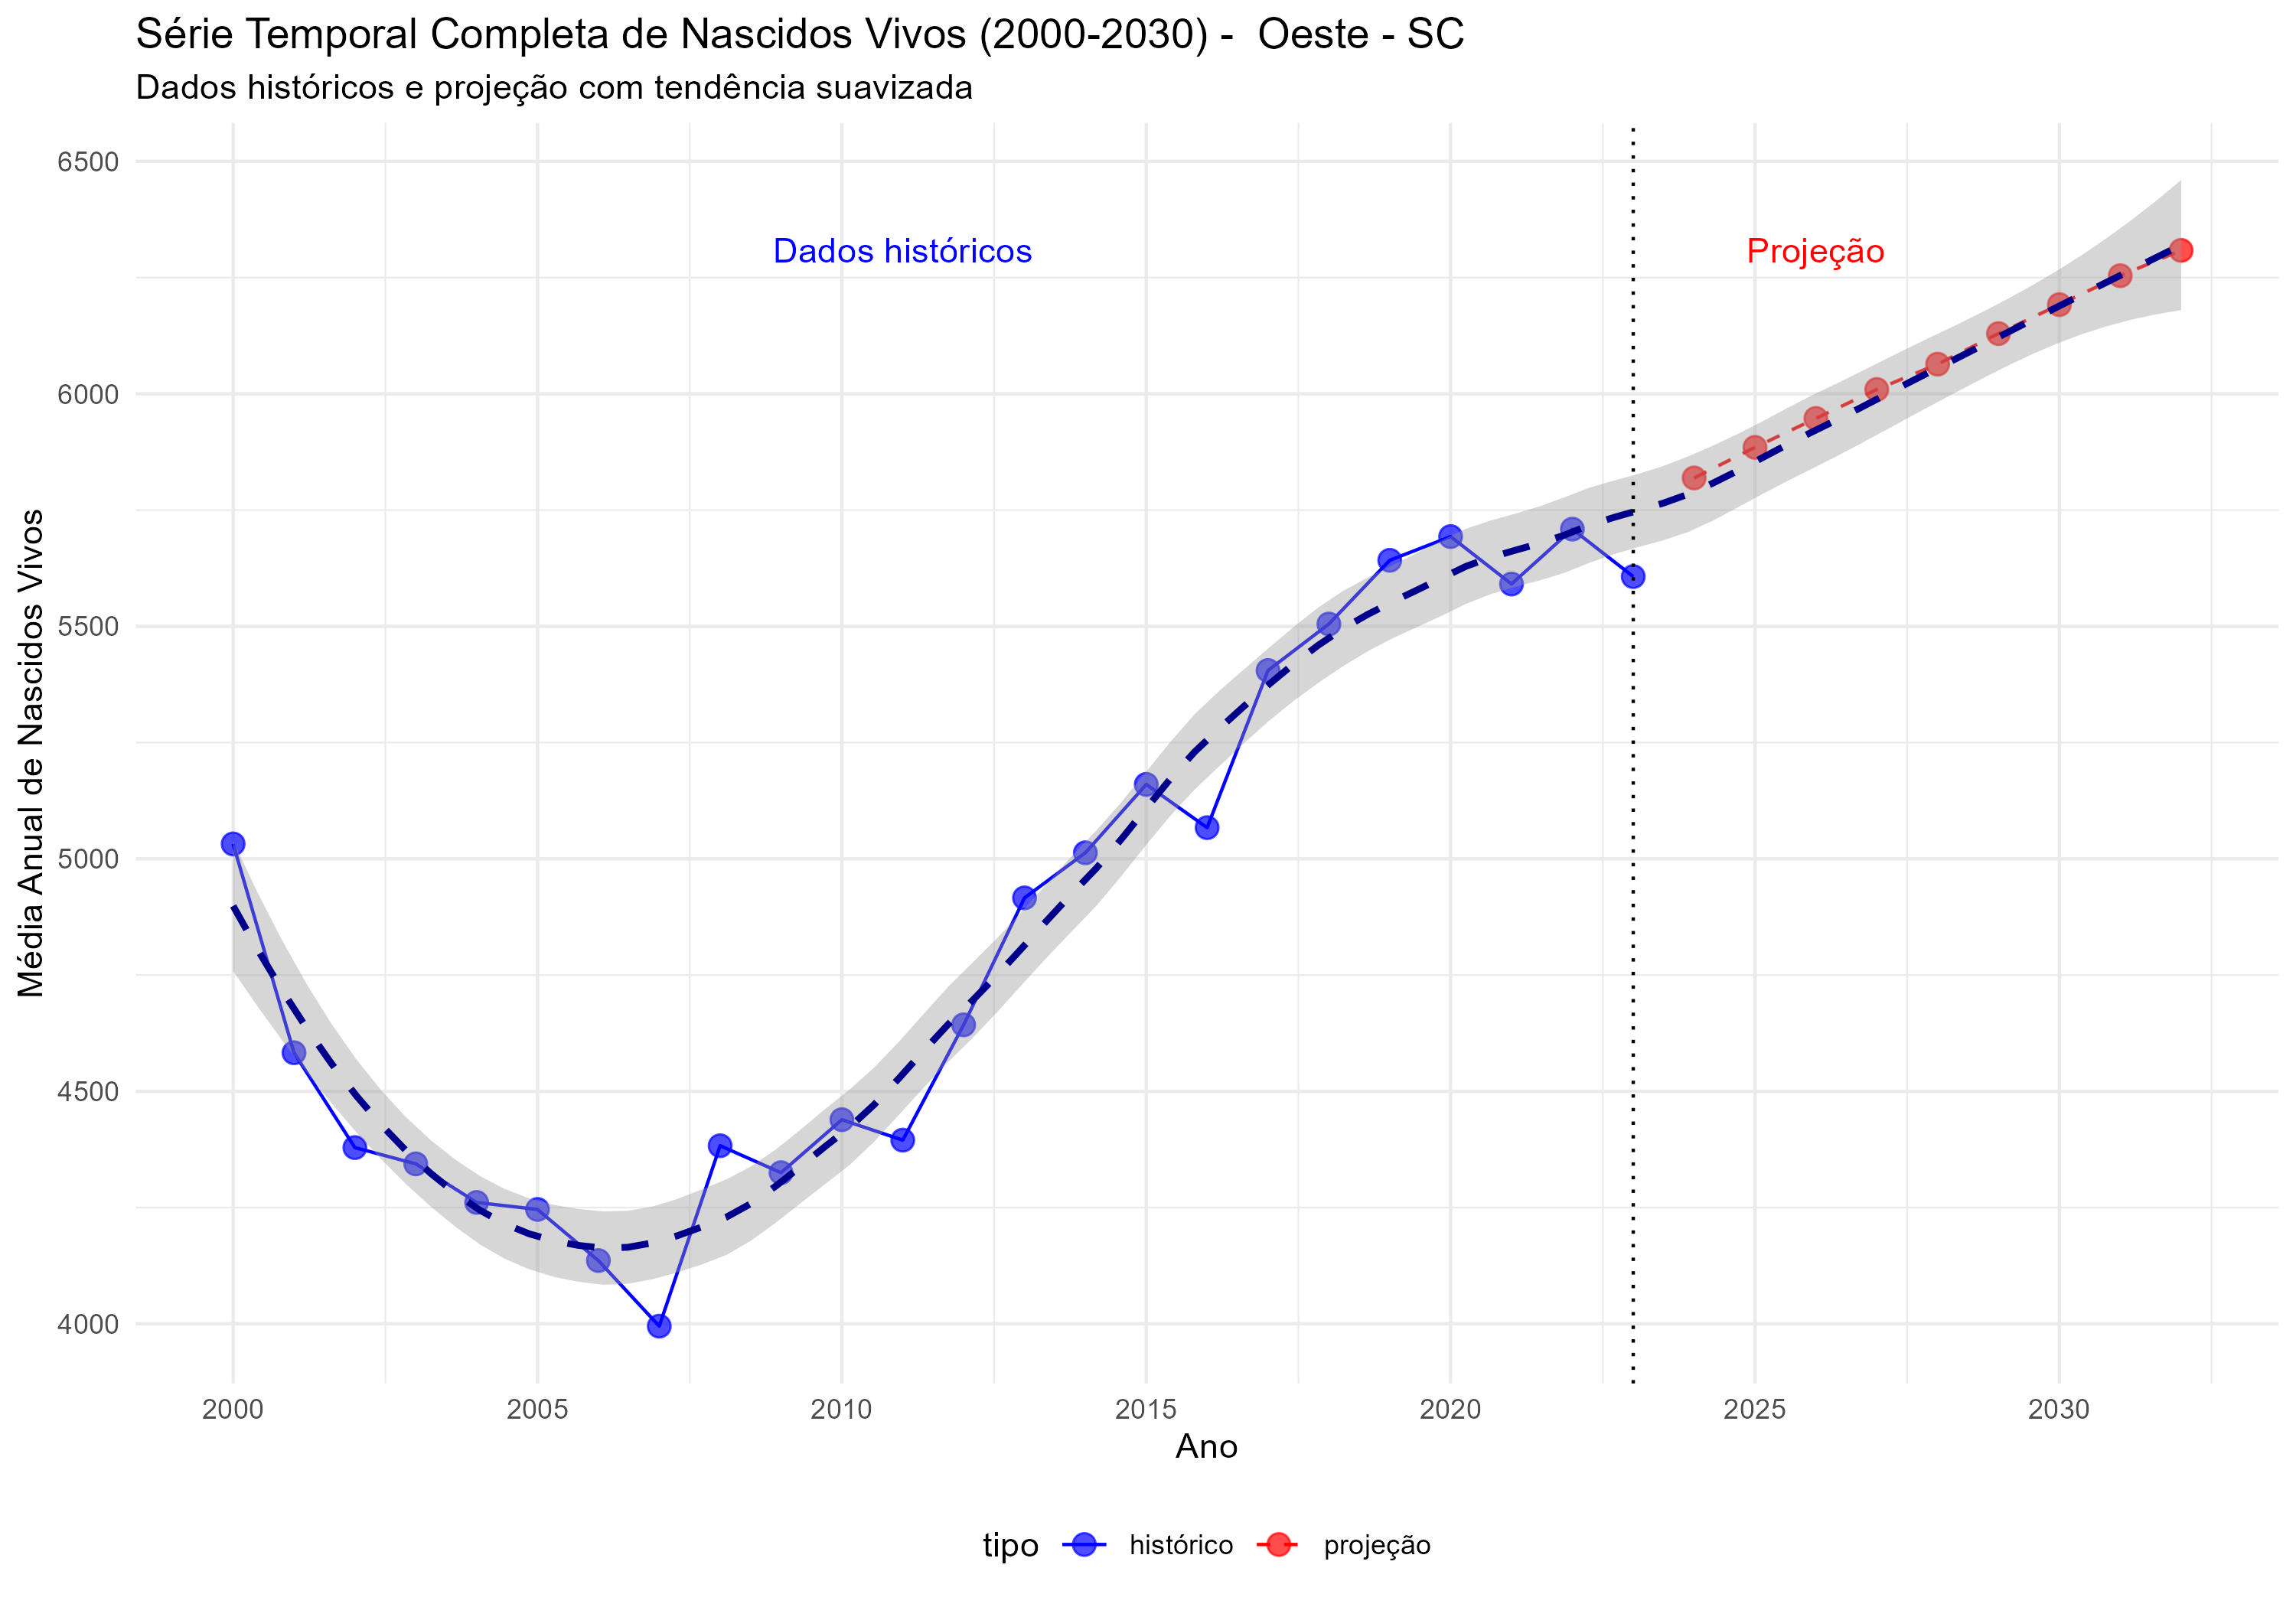 Série Temporal Completa de Nascidos Vivos (2000-2030) -  Oeste - SC
Dados históricos e projeção com tendência suavizada
Média Anual de Nascidos Vivos
6500
6000
5500
5000
4500
4000
Dados históricos
Projeção
2000 2005 2010 2015 2020 2025 2030
Ano
tipo histórico projeção